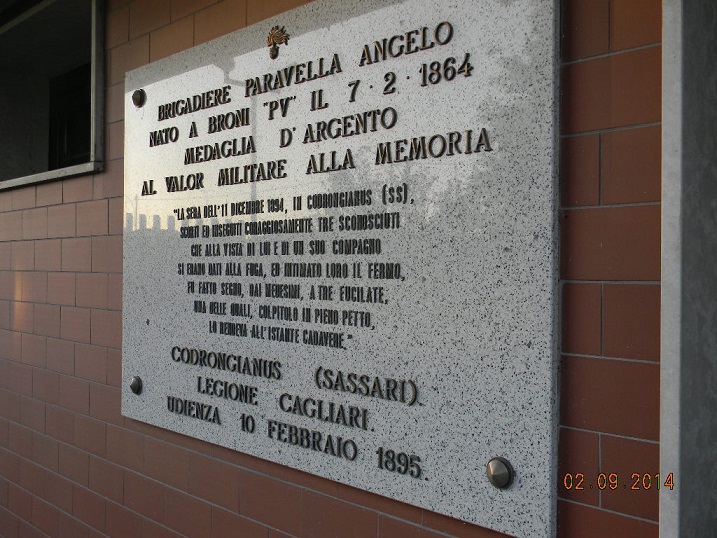 BRIGADIERE PARAVELLA ANGELO
NATO A BRONI "PV" IL 7·2·1864
MEDAGLIA D'ARGENTO
AL VALOR MILITARE ALLA MEMORIA
"LA SERA DELL'11 DICEMBRE 1894, IN CODRONGIANUS (SS),
SCORTI ED INSEGUITI CORAGGIOSAMENTE TRE SCONOSCIUTI
CHE ALLA VISTA DI LUI E DI UN SUO COMPAGNO
SI ERANO DATI ALLA FUGA, ED INTIMATO LORO IL FERMO,
FU FATTO SEGNO, DAI MEDESIMI, A TRE FUCILATE,
UNA DELLE QUALI, COLPITOLO IN PIENO PETTO,
LO RENDEVA ALL'ISTANTE CADAVERE."
CODRONGIANUS (SASSARI).
LEGIONE CAGLIARI.
UDIENZA 10 FEBBRAIO 1895.
02.09.2014